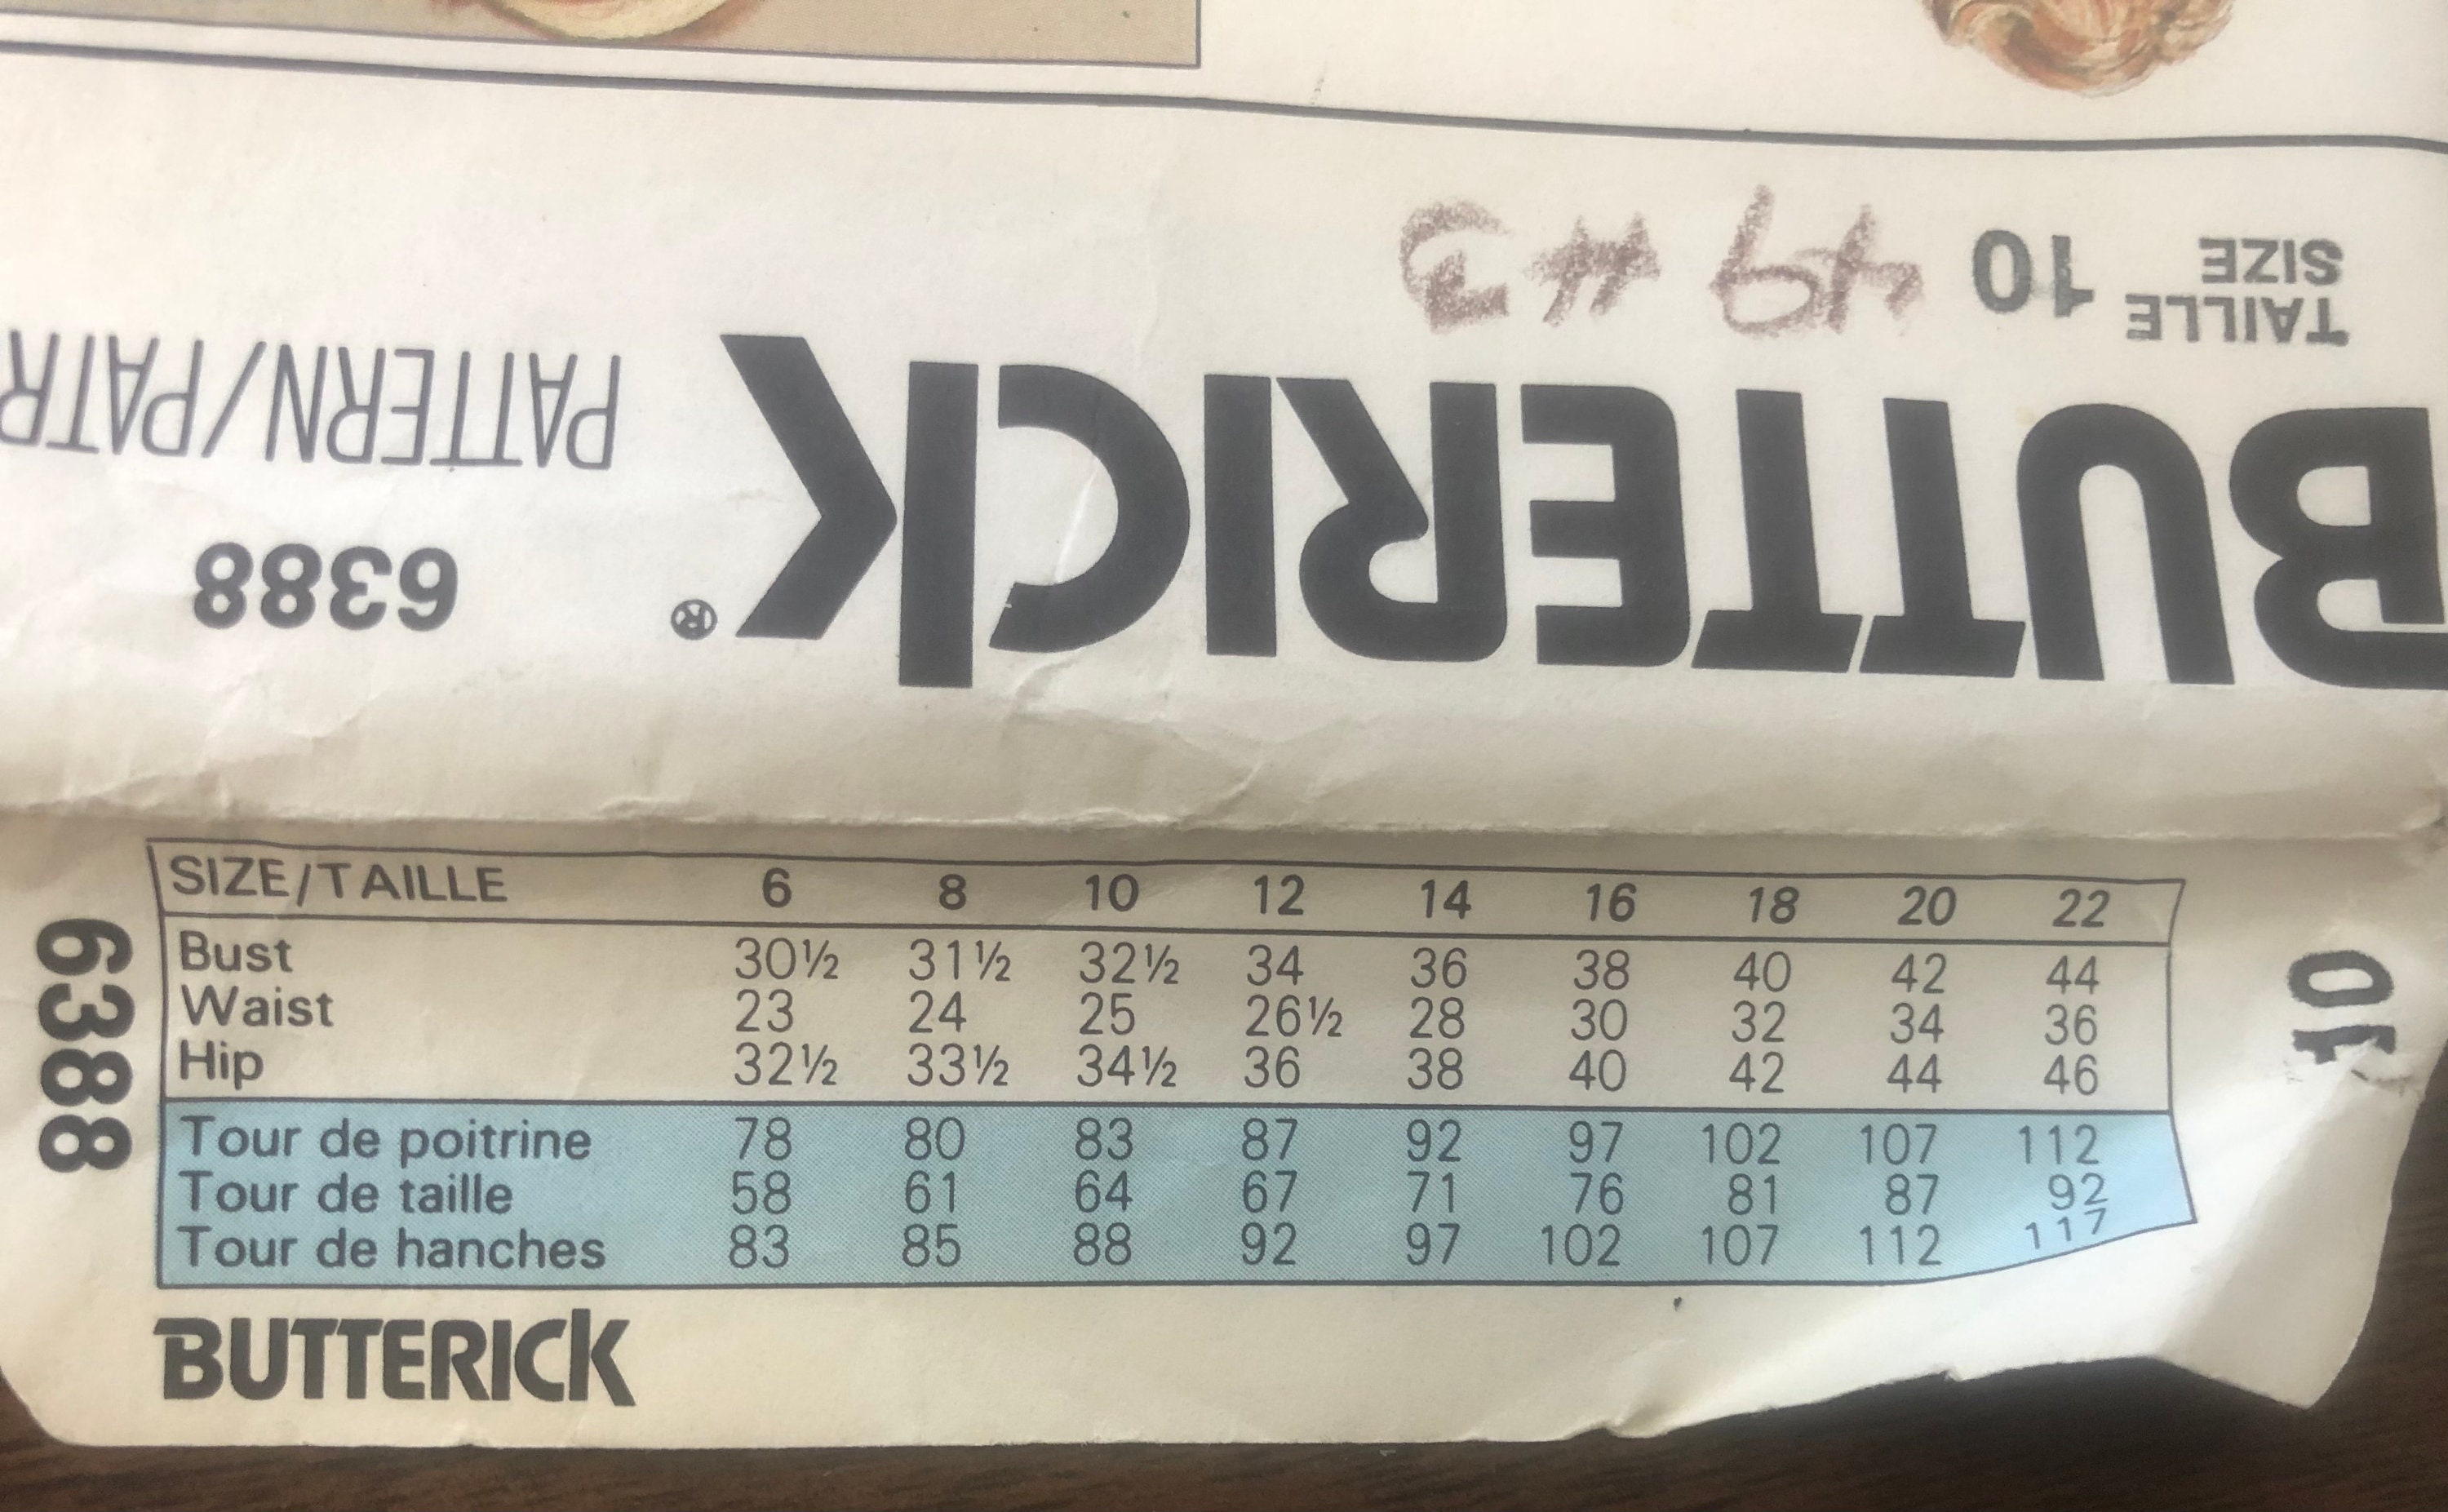 BUTTERICK® 6388
PATTERN/PATR
TAILLE 10
SIZE
SIZE/TAILLE 6 8 10 12 14 16 18 20 22
Bust 30½ 31½ 32½ 34 36 38 40 42 44
Waist 23 24 25 26½ 28 30 32 34 36
Hip 32½ 33½ 34½ 36 38 40 42 44 46
Tour de poitrine 78 80 83 87 92 97 102 107 112
Tour de taille 58 61 64 67 71 76 81 87 92
Tour de hanches 83 85 88 92 97 102 107 112 117
6388
10
BUTTERICK